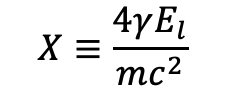 X ≡ 4γE_l / mc²